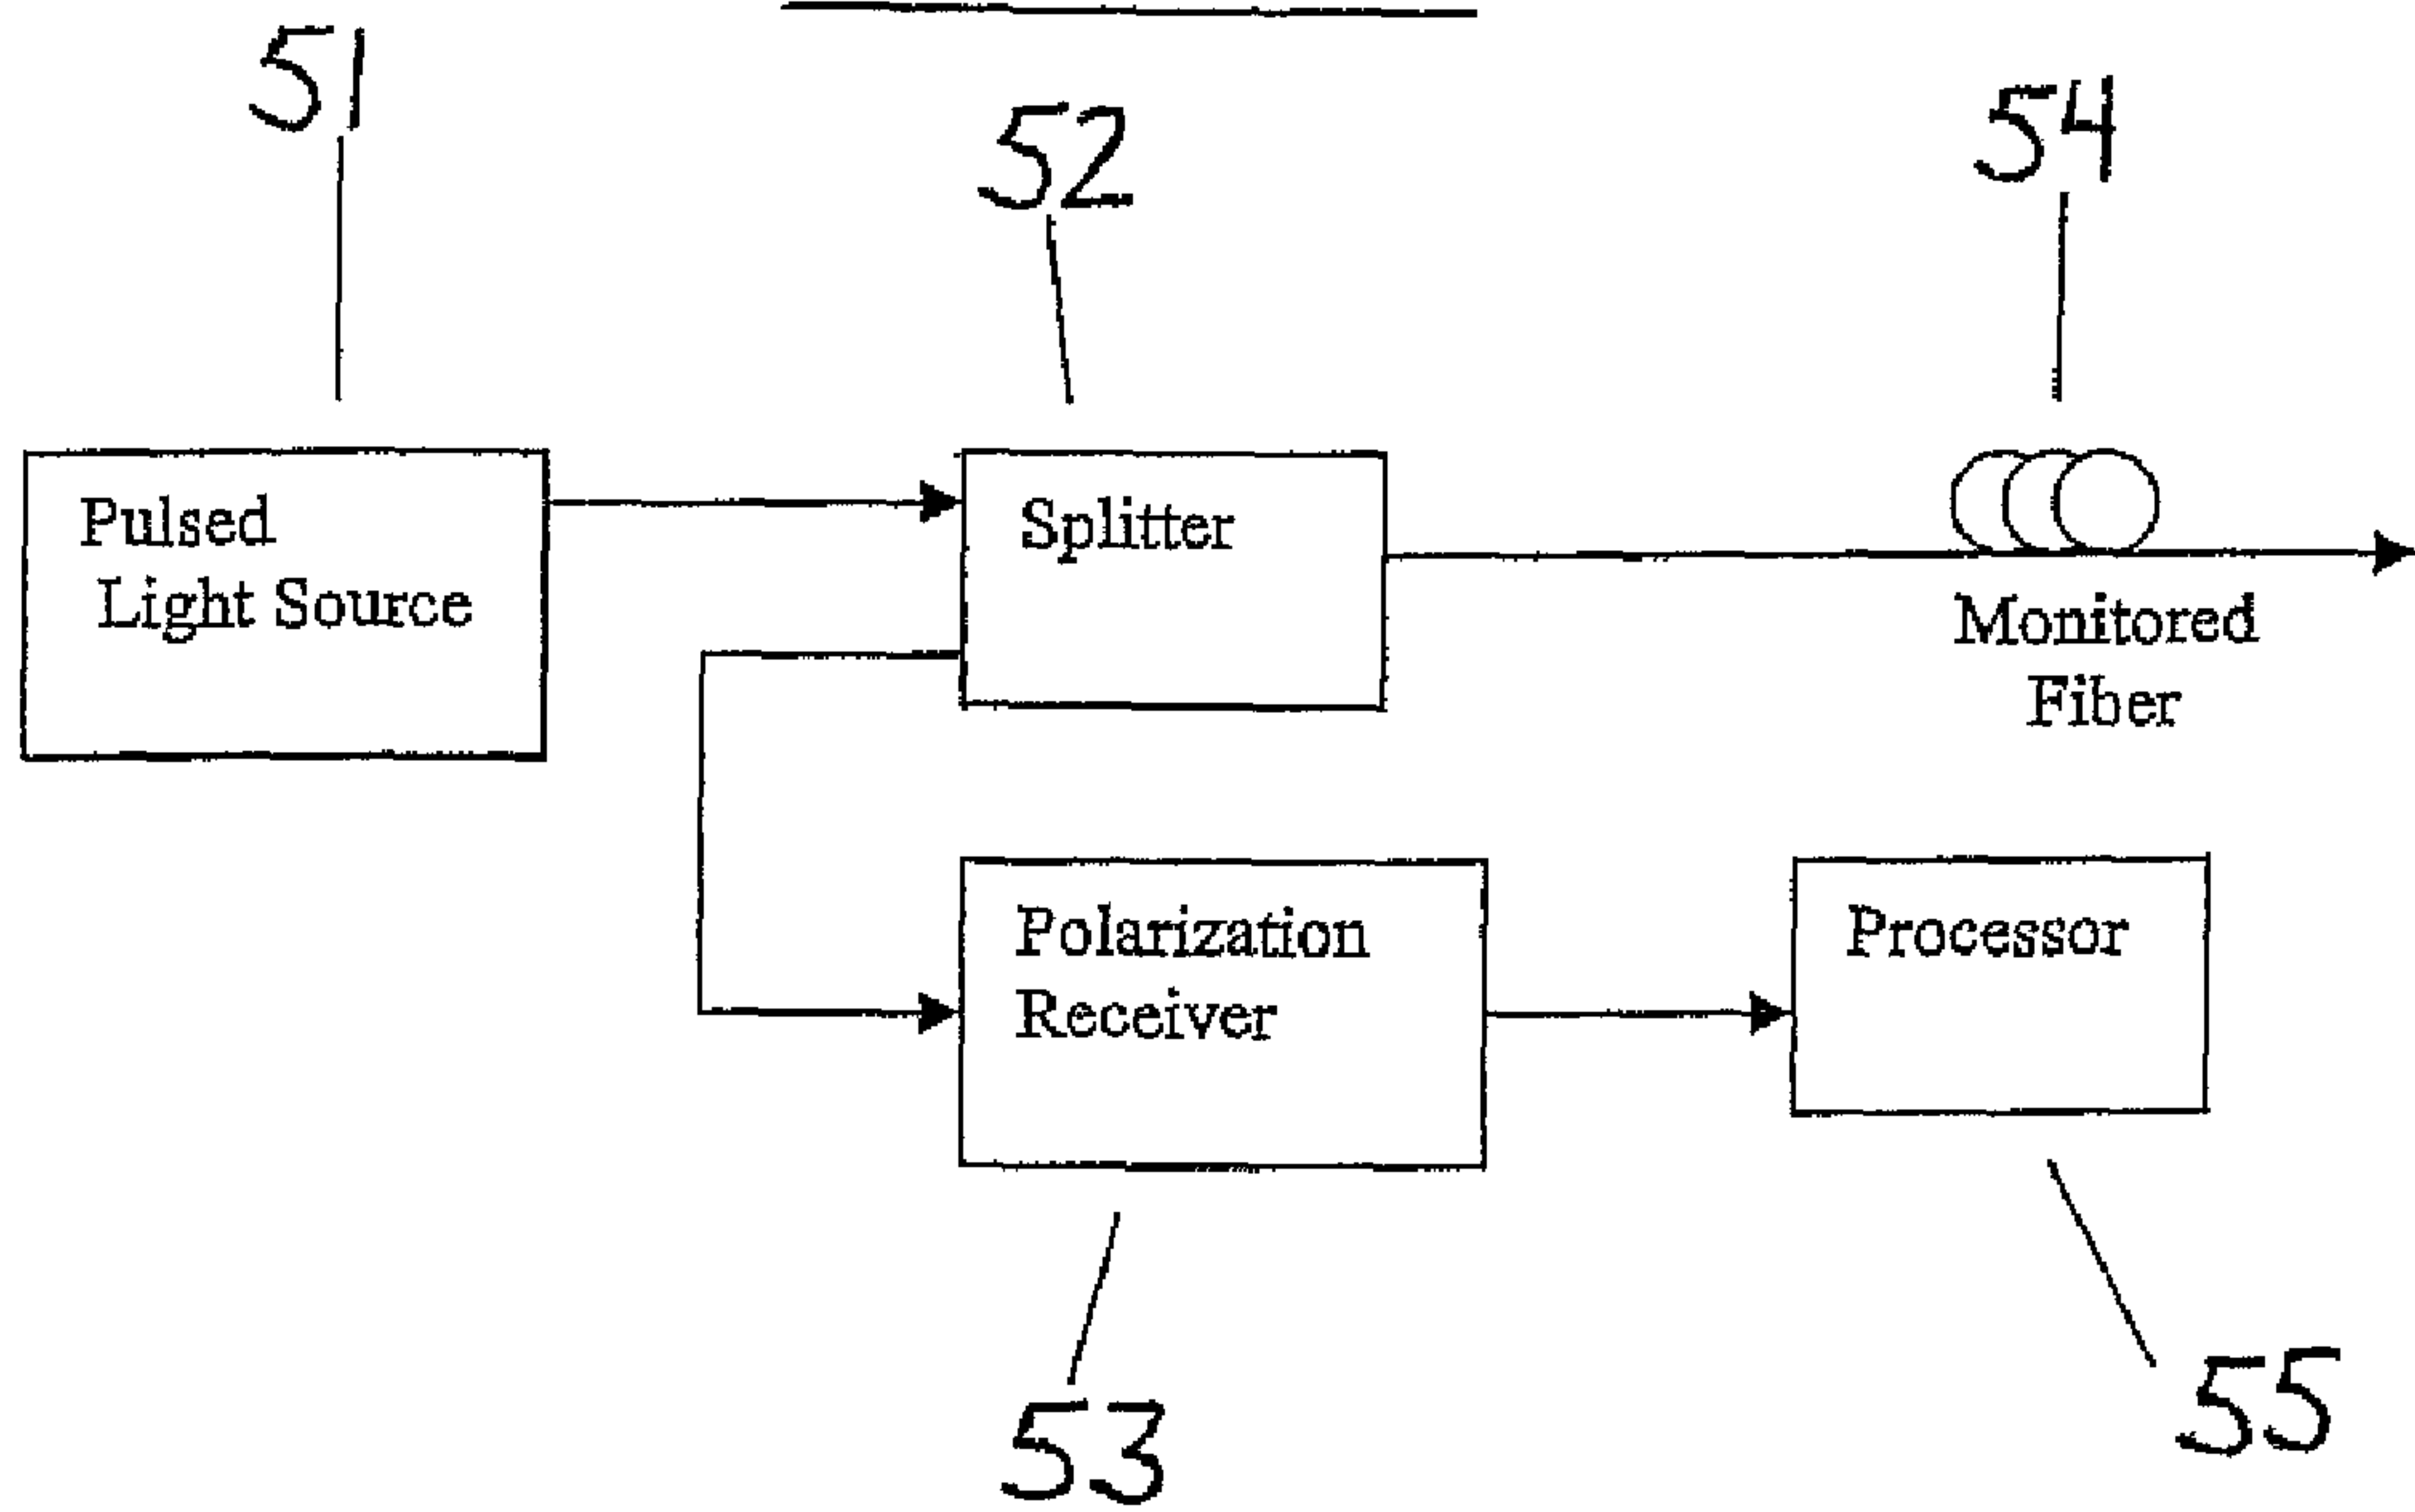 51
52
54
Pulsed
Light Source
Splitter
Monitored
Fiber
Polarization
Receiver
Processor
53
55